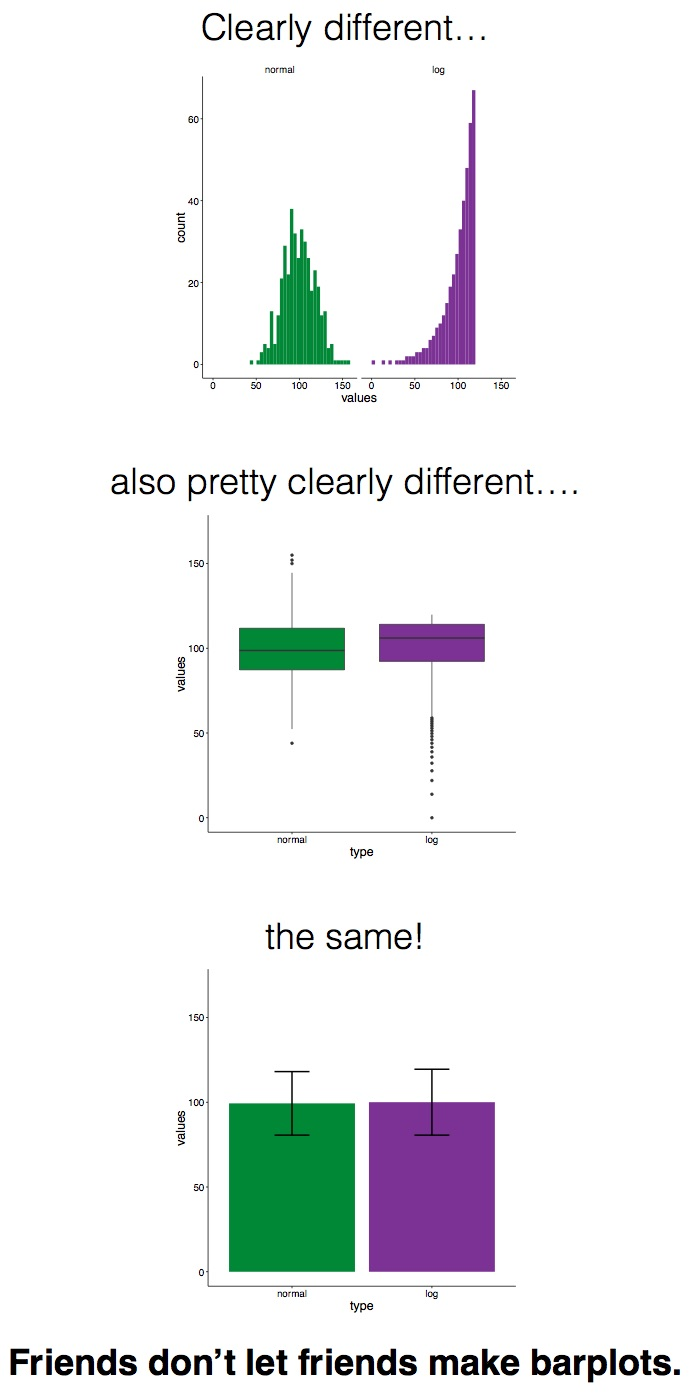 Clearly different…
normal log
60
40
20
0
count
0 50 100 150 0 50 100 150
values
also pretty clearly different….
150
100
50
0
values
normal log
type
the same!
150
100
50
0
values
normal log
type
Friends don’t let friends make barplots.